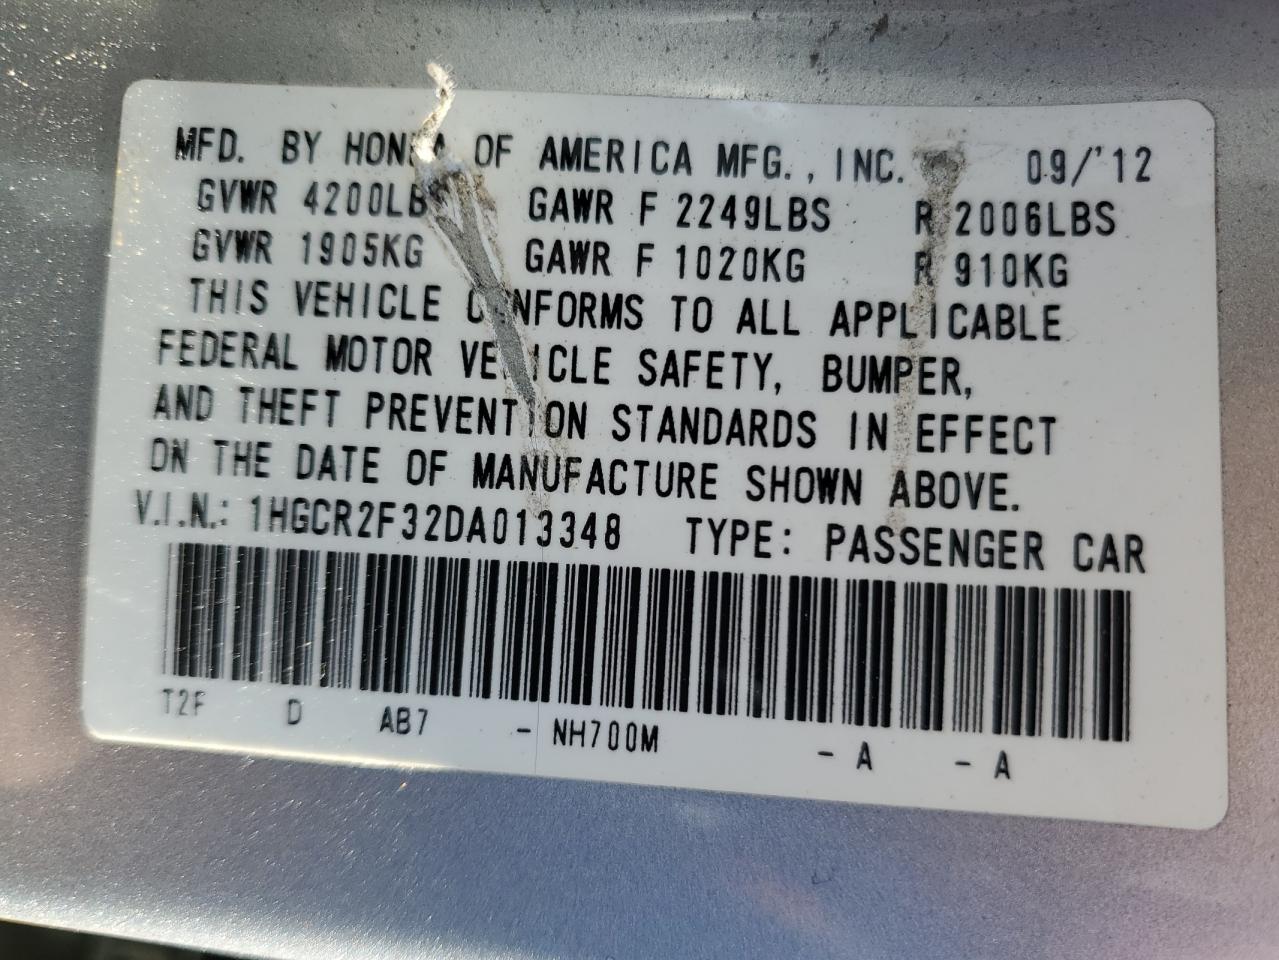 MFD. BY HONDA OF AMERICA MFG., INC. 09/'12
GVWR 4200LBS GAWR F 2249LBS R 2006LBS
GVWR 1905KG GAWR F 1020KG R 910KG
THIS VEHICLE CONFORMS TO ALL APPLICABLE
FEDERAL MOTOR VEHICLE SAFETY, BUMPER,
AND THEFT PREVENTION STANDARDS IN EFFECT
ON THE DATE OF MANUFACTURE SHOWN ABOVE.
V.I.N.: 1HGCR2F32DA013348 TYPE: PASSENGER CAR
T2F D AB7 - NH700M - A - A